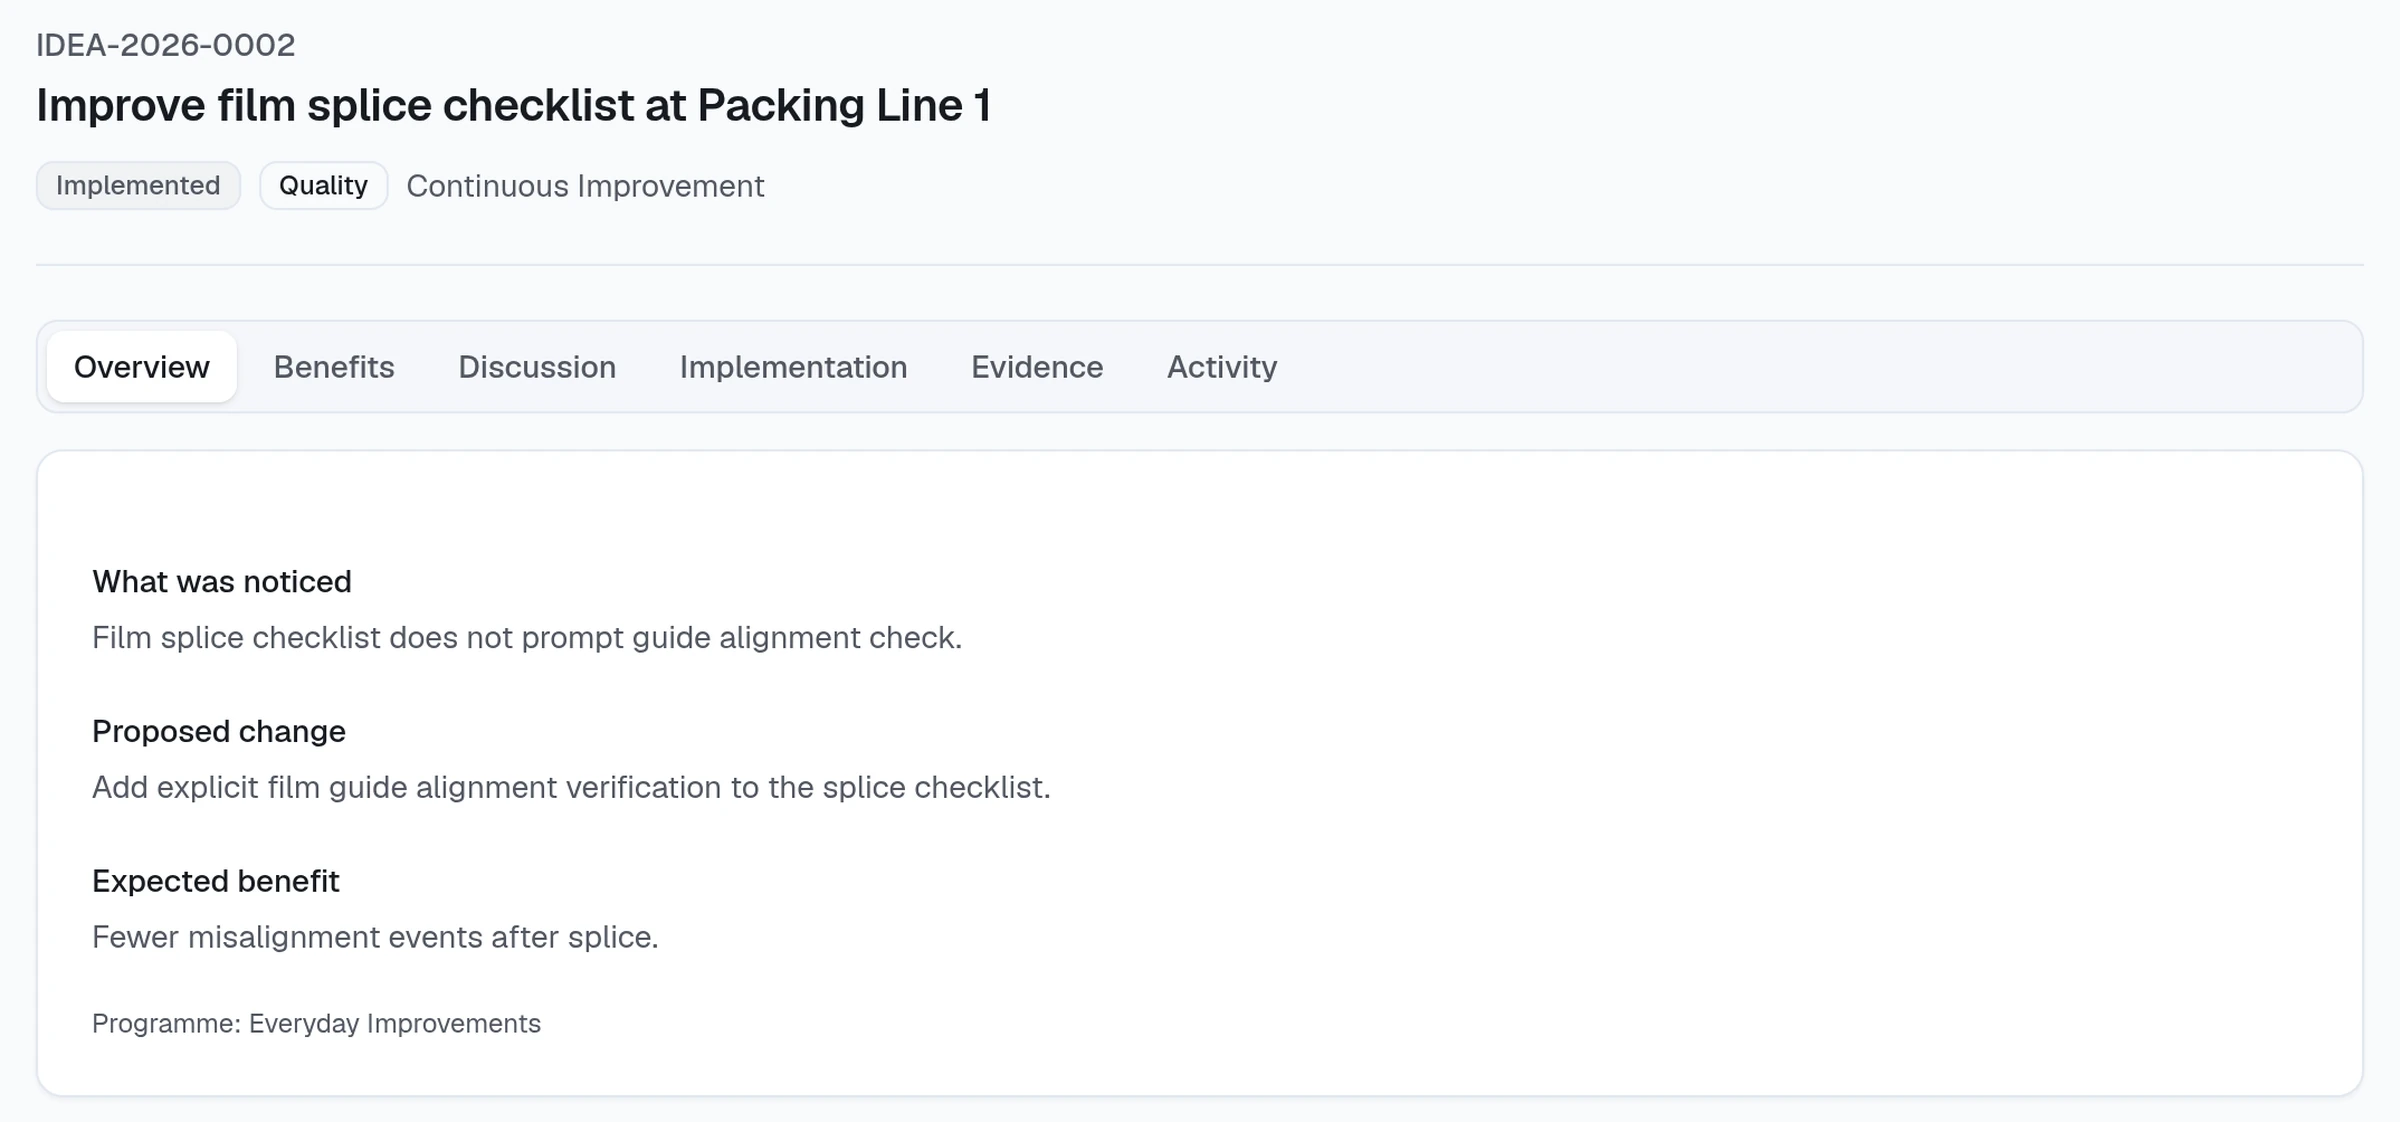 IDEA-2026-0002
Improve film splice checklist at Packing Line 1
Implemented Quality Continuous Improvement
Overview Benefits Discussion Implementation Evidence Activity
What was noticed
Film splice checklist does not prompt guide alignment check.
Proposed change
Add explicit film guide alignment verification to the splice checklist.
Expected benefit
Fewer misalignment events after splice.
Programme: Everyday Improvements